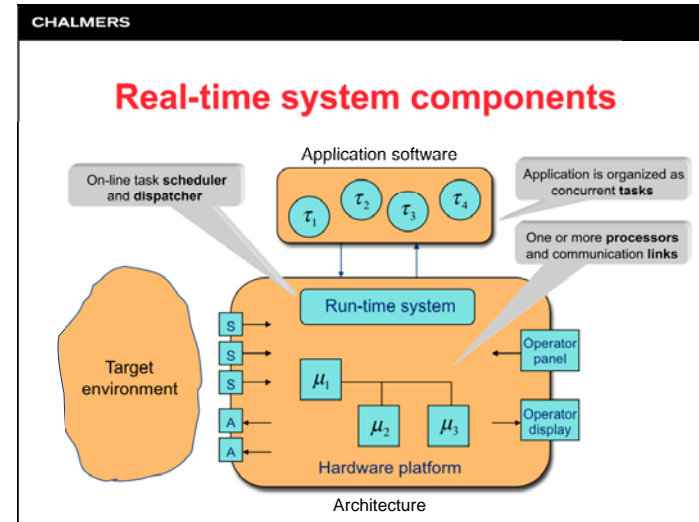 CHALMERS
Real-time system components
Application software
On-line task scheduler
and dispatcher
τ1
τ2
τ3
τ4
Application is organized as
concurrent tasks
One or more processors
and communication links
Run-time system
Target
environment
S
S
S
A
A
μ1
μ2
μ3
Operator
panel
Operator
display
Hardware platform
Architecture